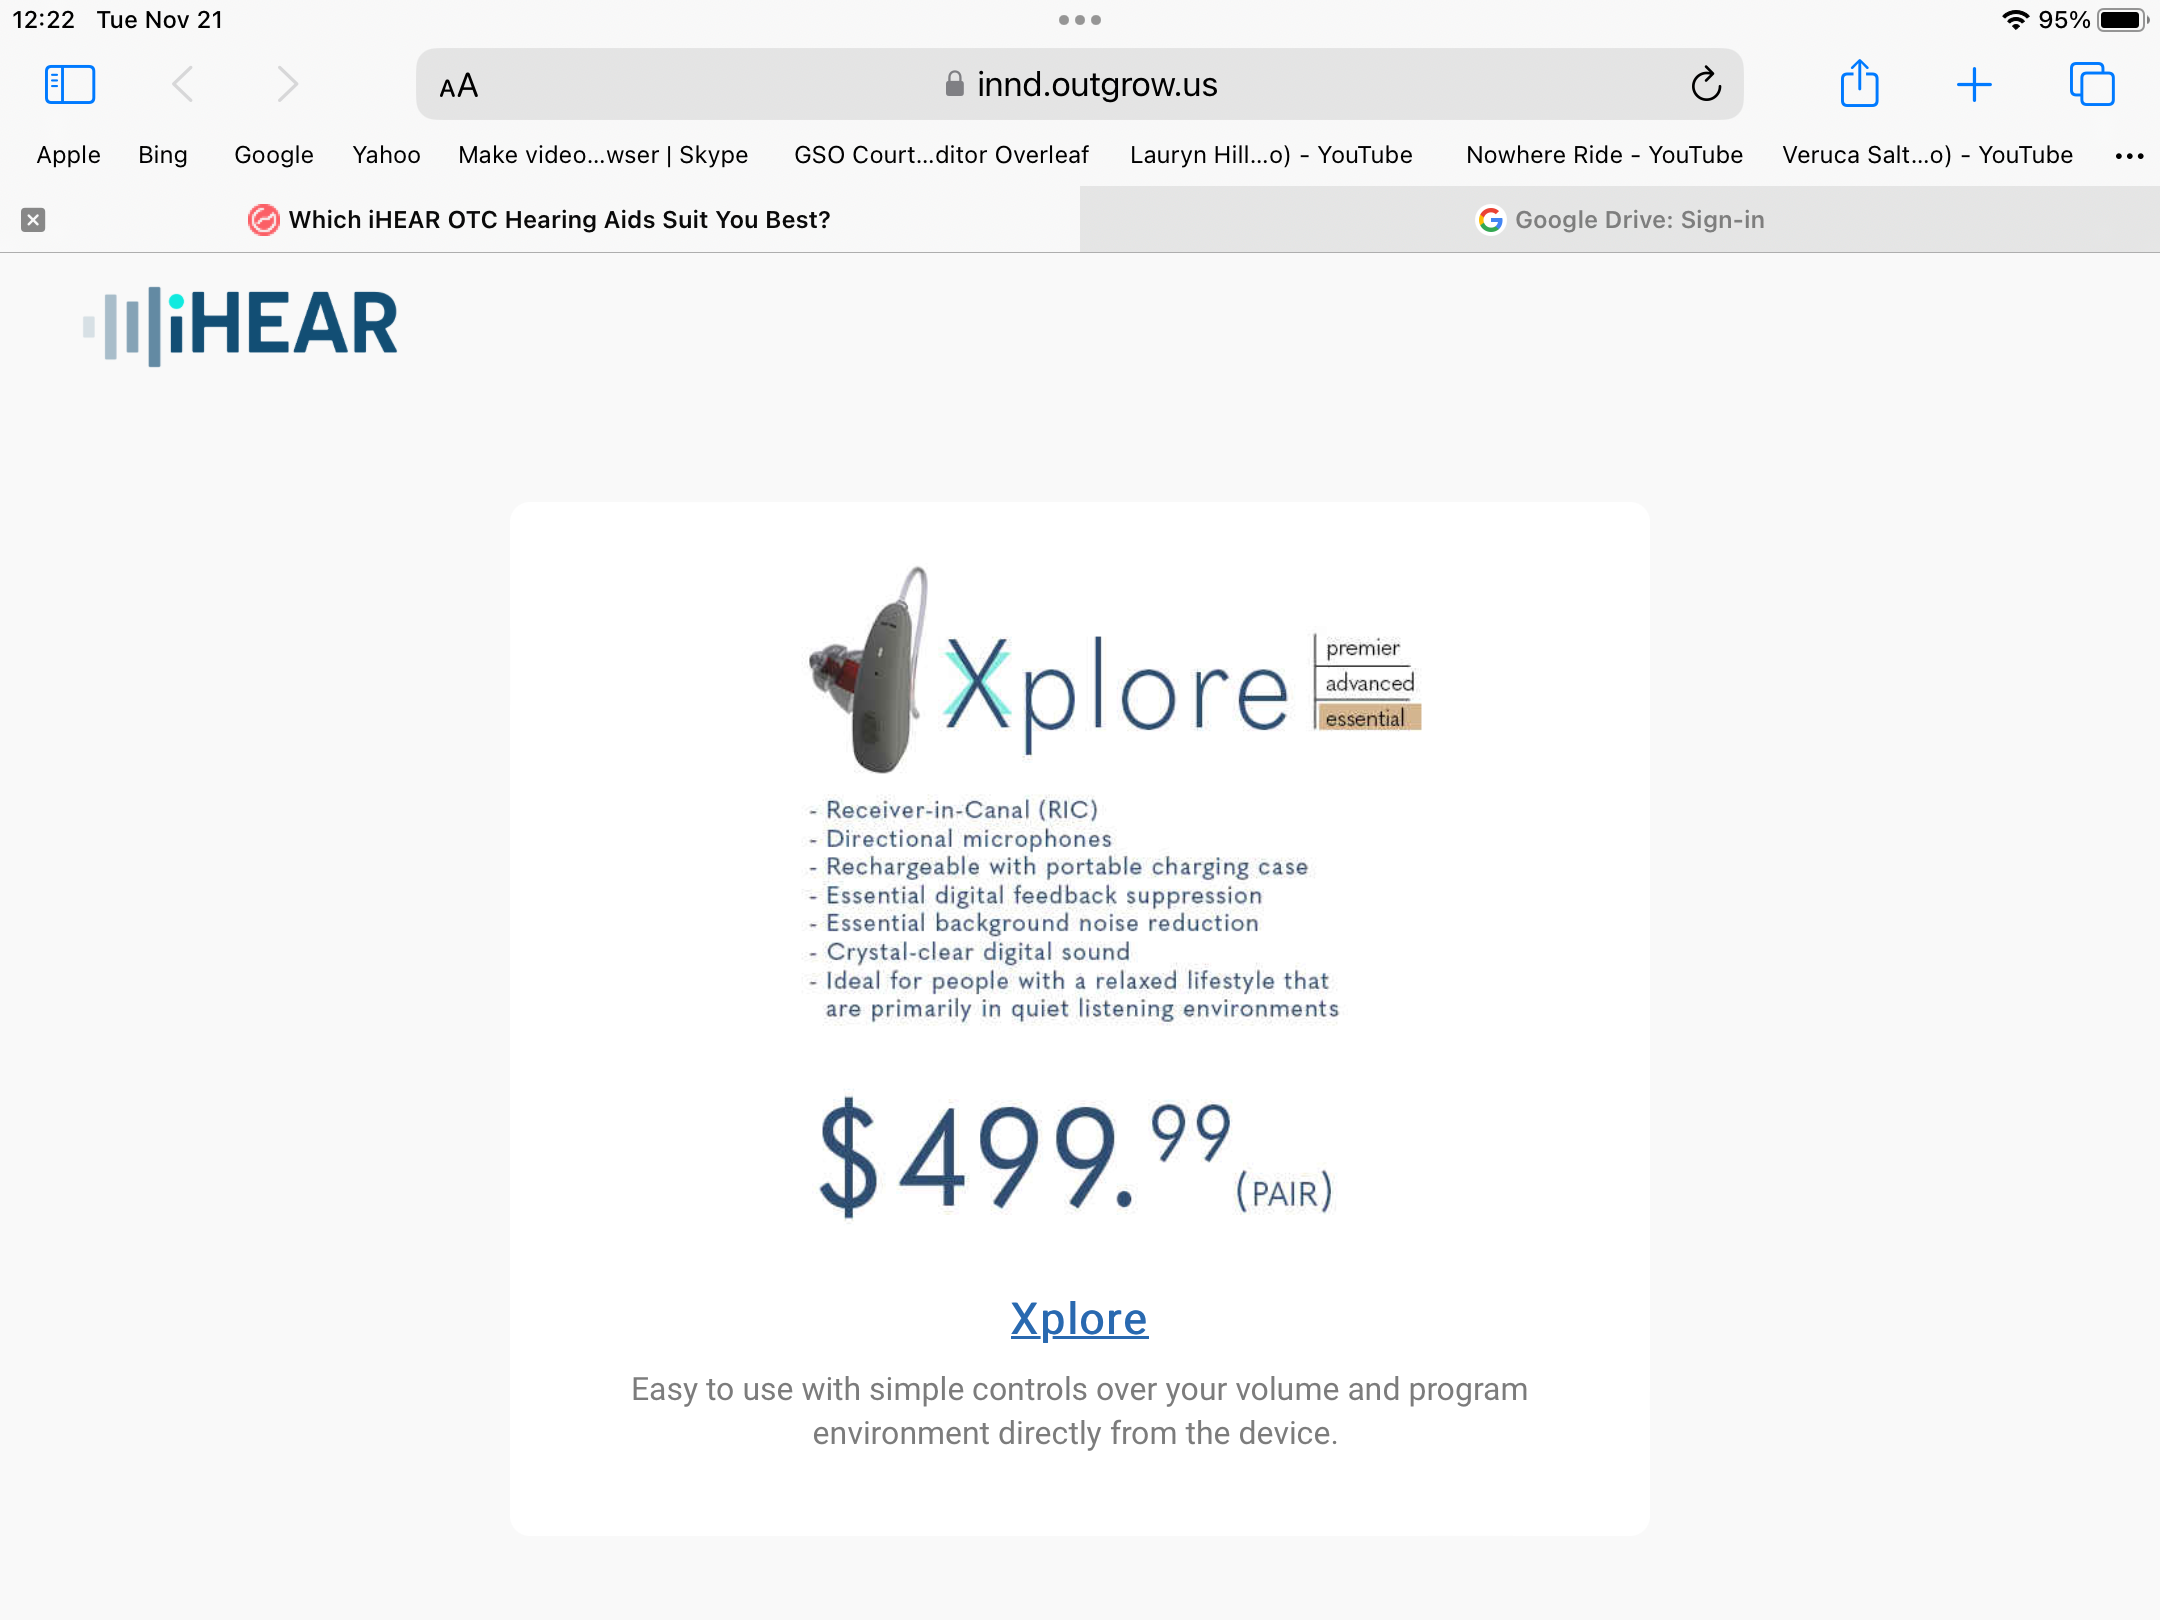 12:22 Tue Nov 21
95%
AA
innd.outgrow.us
Apple Bing Google Yahoo Make video...wser | Skype GSO Court...ditor Overleaf Lauryn Hill...o) - YouTube Nowhere Ride - YouTube Veruca Salt...o) - YouTube
Which iHEAR OTC Hearing Aids Suit You Best?
Google Drive: Sign-in
iHEAR
Xplore
premier
advanced
essential
- Receiver-in-Canal (RIC)
- Directional microphones
- Rechargeable with portable charging case
- Essential digital feedback suppression
- Essential background noise reduction
- Crystal-clear digital sound
- Ideal for people with a relaxed lifestyle that
are primarily in quiet listening environments
$499.99 (PAIR)
Xplore
Easy to use with simple controls over your volume and program
environment directly from the device.